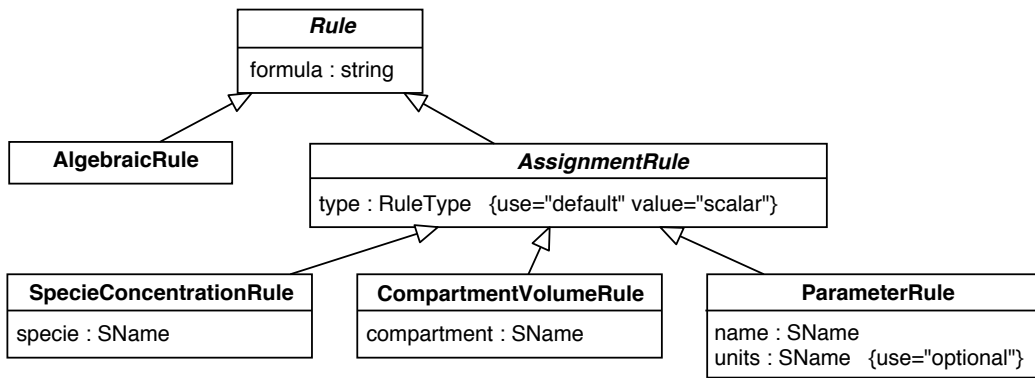 Rule
formula : string
AlgebraicRule
AssignmentRule
type : RuleType {use="default" value="scalar"}
SpecieConcentrationRule
specie : SName
CompartmentVolumeRule
compartment : SName
ParameterRule
name : SName
units : SName {use="optional"}